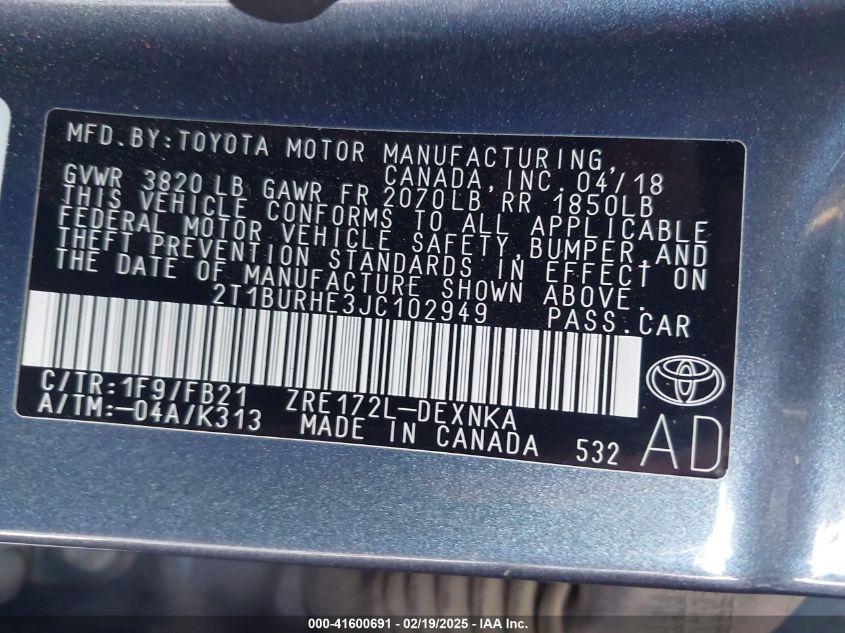 MFD.BY:TOYOTA MOTOR MANUFACTURING,
CANADA,INC.04/18
GVWR 3820LB GAWR FR 2070LB RR 1850LB
THIS VEHICLE CONFORMS TO ALL APPLICABLE
FEDERAL MOTOR VEHICLE SAFETY,BUMPER,AND
THEFT PREVENTION STANDARDS IN EFFECT ON
THE DATE OF MANUFACTURE SHOWN ABOVE.
2T1BURHE3JC102949 PASS.CAR
C/TR:1F9/FB21 ZRE172L-DEXNKA
A/TM:-04A/K313 MADE IN CANADA 532 AD
000-41600691 - 02/19/2025 - IAA Inc.